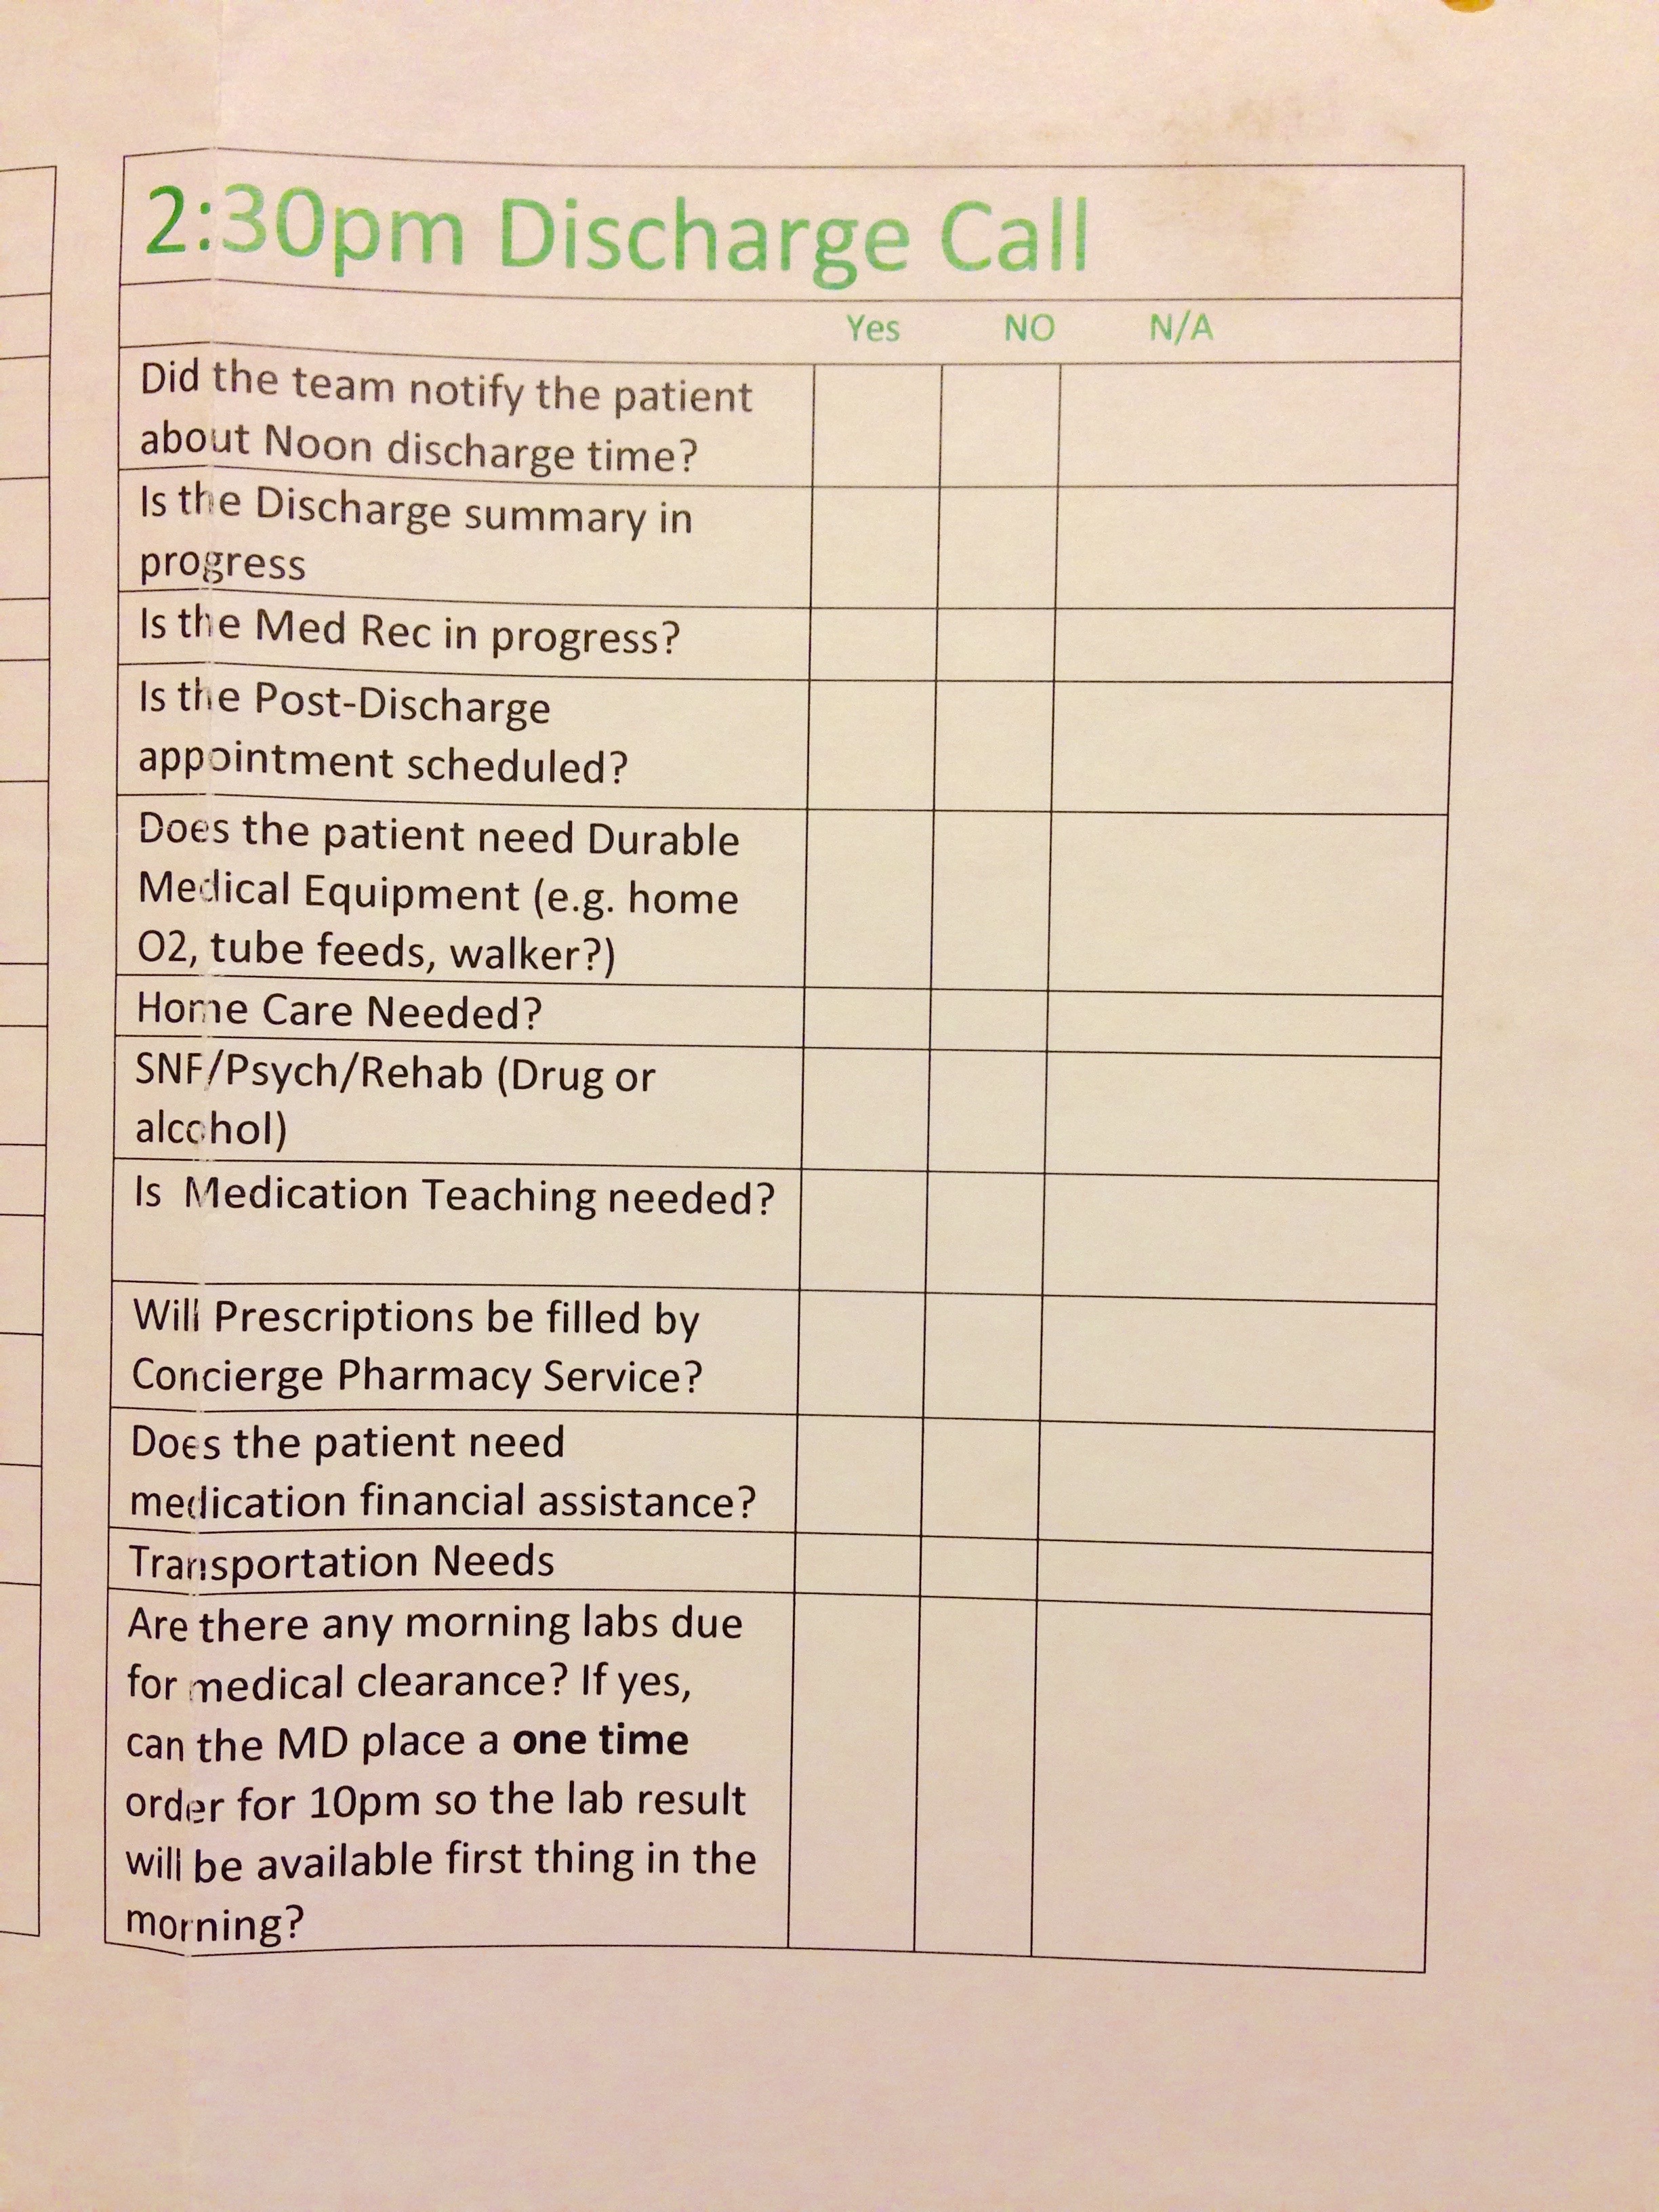 2:30pm Discharge Call
Yes NO N/A
Did the team notify the patient
about Noon discharge time?
Is the Discharge summary in
progress
Is the Med Rec in progress?
Is the Post-Discharge
appointment scheduled?
Does the patient need Durable
Medical Equipment (e.g. home
O2, tube feeds, walker?)
Home Care Needed?
SNF/Psych/Rehab (Drug or
alcohol)
Is Medication Teaching needed?
Will Prescriptions be filled by
Concierge Pharmacy Service?
Does the patient need
medication financial assistance?
Transportation Needs
Are there any morning labs due
for medical clearance? If yes,
can the MD place a one time
order for 10pm so the lab result
will be available first thing in the
morning?